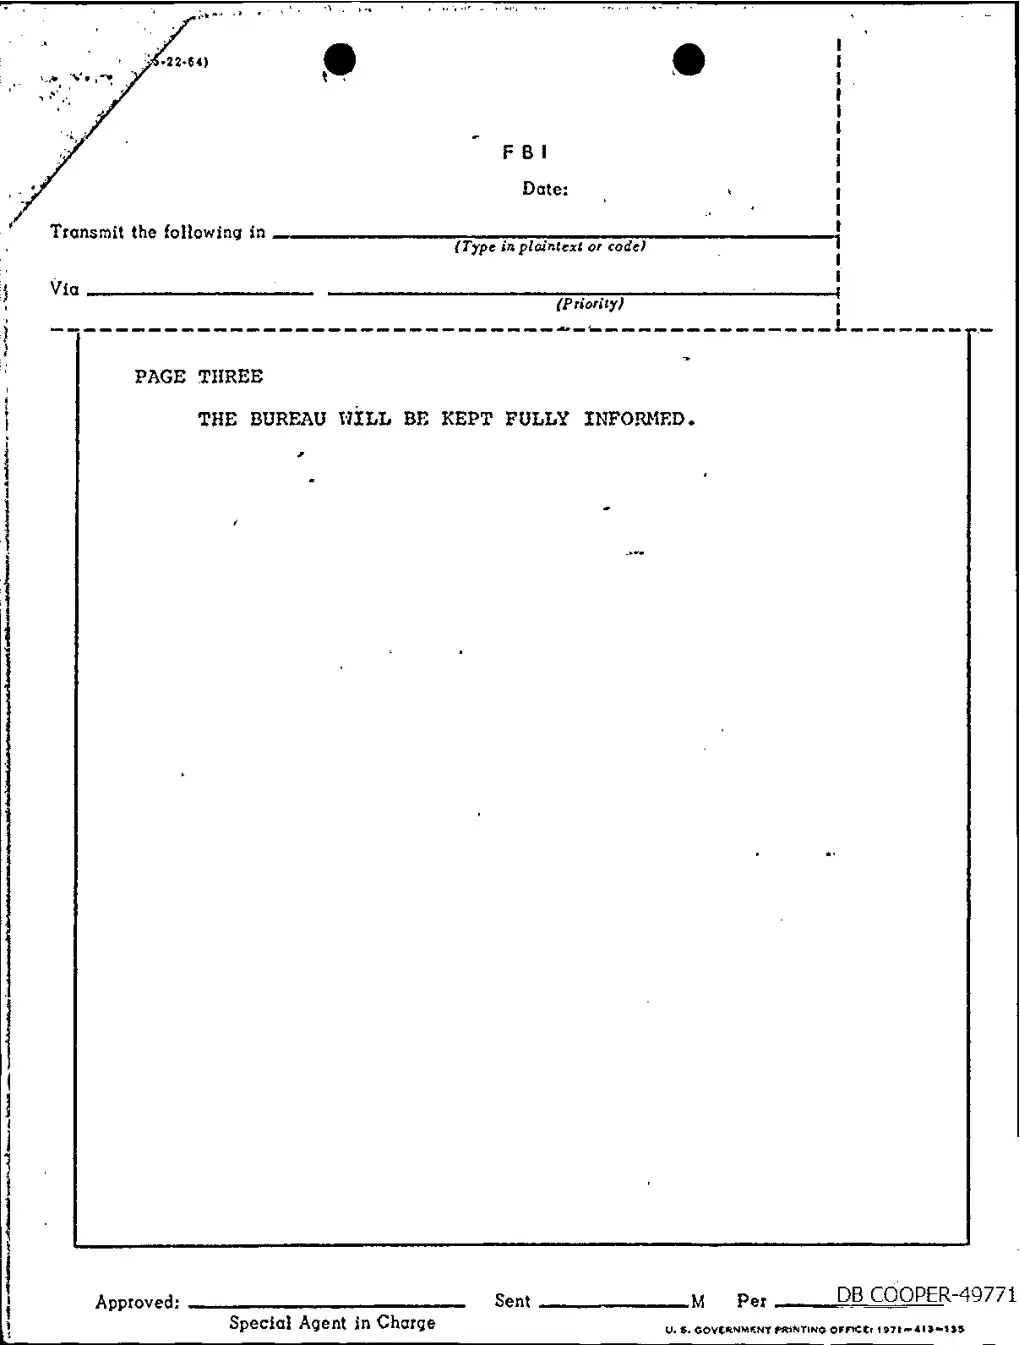 5-22-64)
F B I
Date:
Transmit the following in
(Type in plaintext or code)
Via
(Priority)
PAGE THREE
THE BUREAU WILL BE KEPT FULLY INFORMED.
Approved: Sent M Per DB COOPER-49771
Special Agent in Charge
U. S. GOVERNMENT PRINTING OFFICE: 1971-413-135